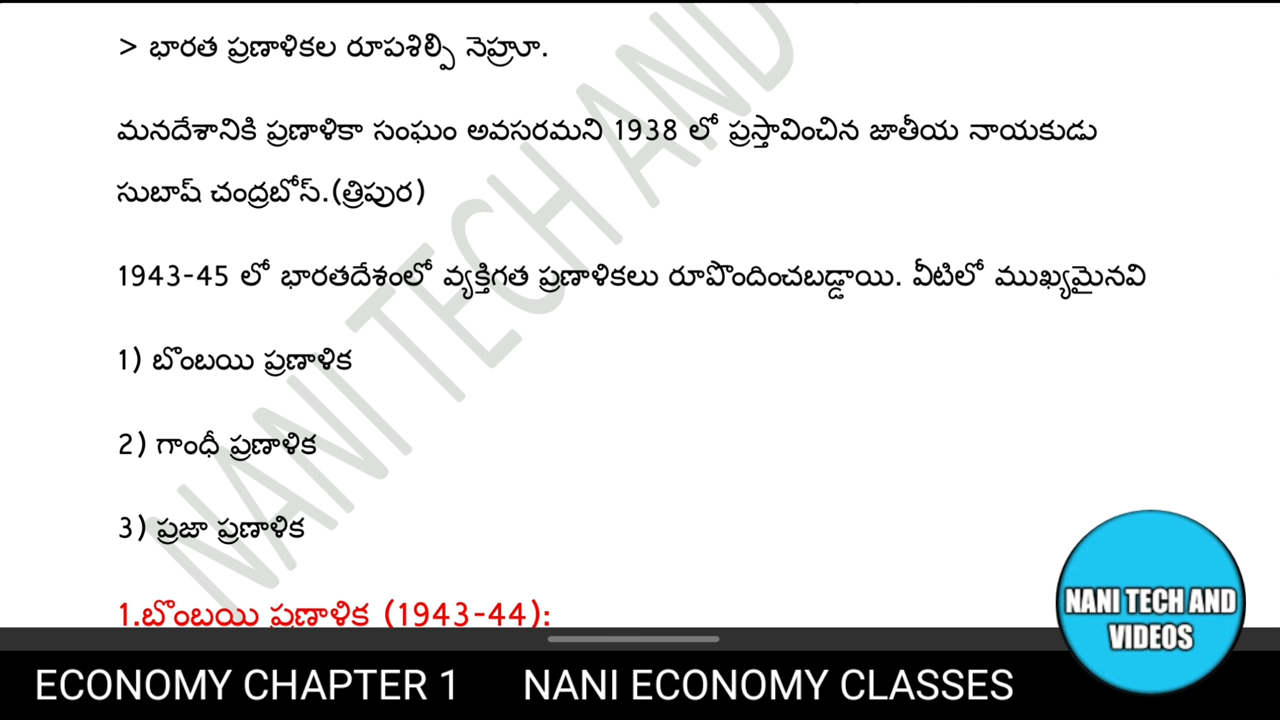 > భారత ప్రణాళికల రూపశిల్పి నెహ్రూ.
మనదేశానికి ప్రణాళికా సంఘం అవసరమని 1938 లో ప్రస్తావించిన జాతీయ నాయకుడు
సుబాష్ చంద్రబోస్.(త్రిపుర)
1943-45 లో భారతదేశంలో వ్యక్తిగత ప్రణాళికలు రూపొందించబడ్డాయి. వీటిలో ముఖ్యమైనవి
1) బొంబయి ప్రణాళిక
2) గాంధీ ప్రణాళిక
3) ప్రజా ప్రణాళిక
1.బొంబయి ప్రణాళిక (1943-44):
NANI TECH AND
NANI TECH AND
VIDEOS
ECONOMY CHAPTER 1 NANI ECONOMY CLASSES